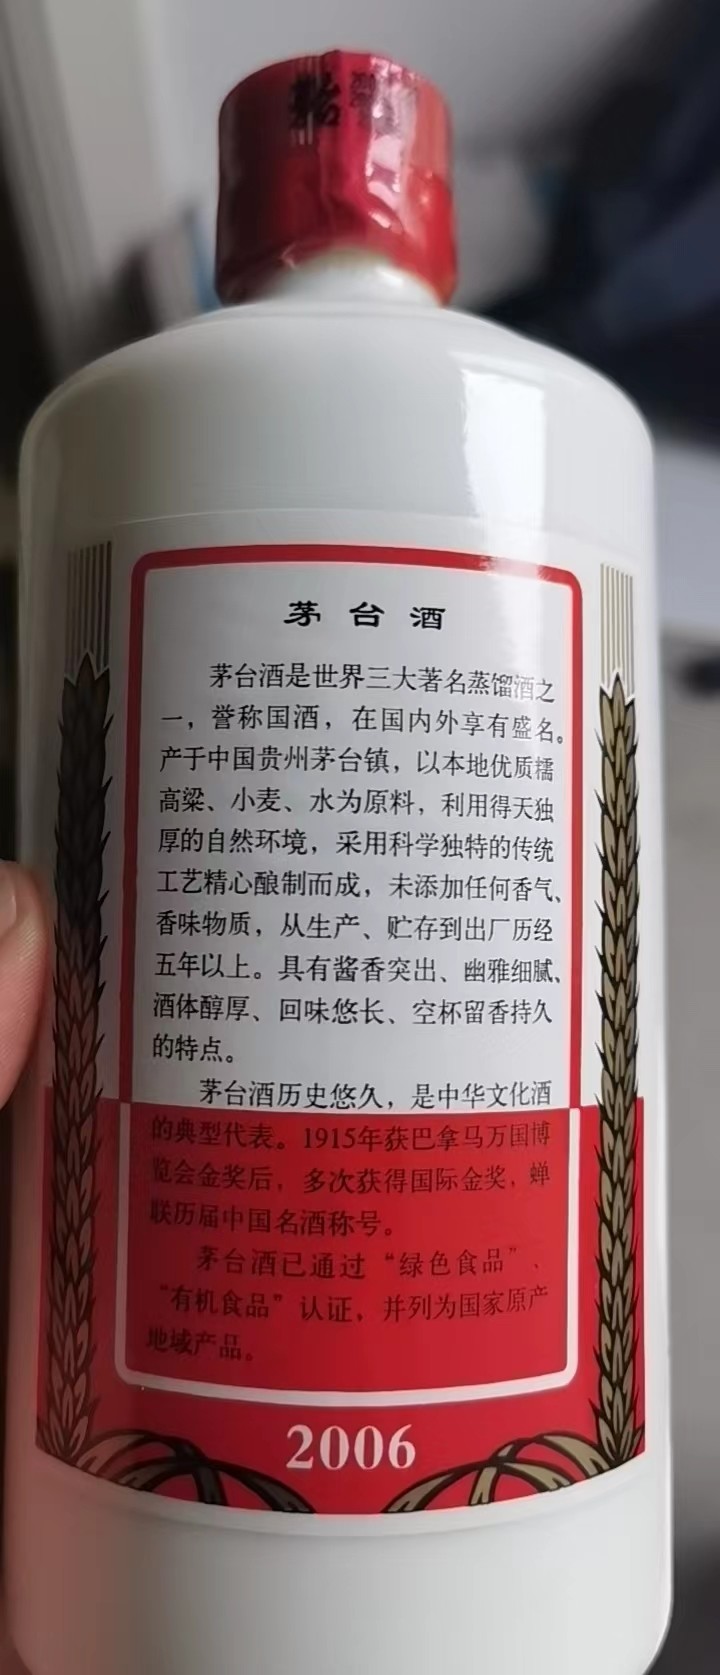 茅台酒
茅台酒是世界三大著名蒸馏酒之
一，誉称国酒，在国内外享有盛名。
产于中国贵州茅台镇，以本地优质糯
高粱、小麦、水为原料，利用得天独
厚的自然环境，采用科学独特的传统
工艺精心酿制而成，未添加任何香气、
香味物质，从生产、贮存到出厂历经
五年以上。具有酱香突出、幽雅细腻、
酒体醇厚、回味悠长、空杯留香持久
的特点。
茅台酒历史悠久，是中华文化酒
的典型代表。1915年获巴拿马万国博
览会金奖后，多次获得国际金奖，蝉
联历届中国名酒称号。
茅台酒已通过“绿色食品”、
“有机食品”认证，并列为国家原产
地域产品。
2006